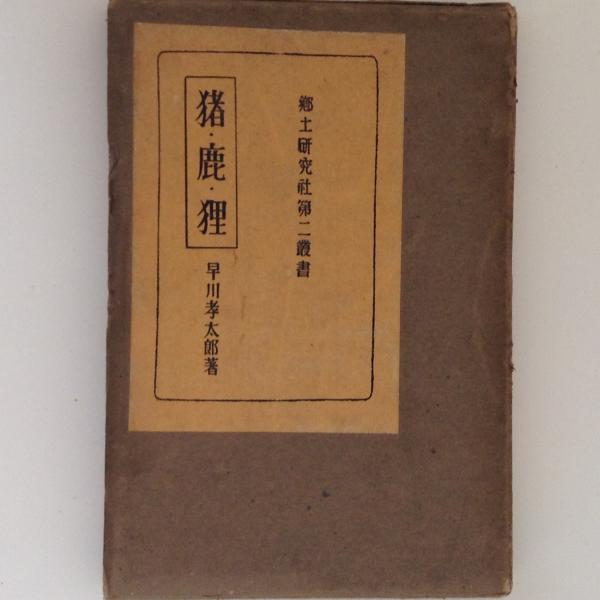 郷土研究社第二叢書
猪・鹿・狸
早川孝太郎著